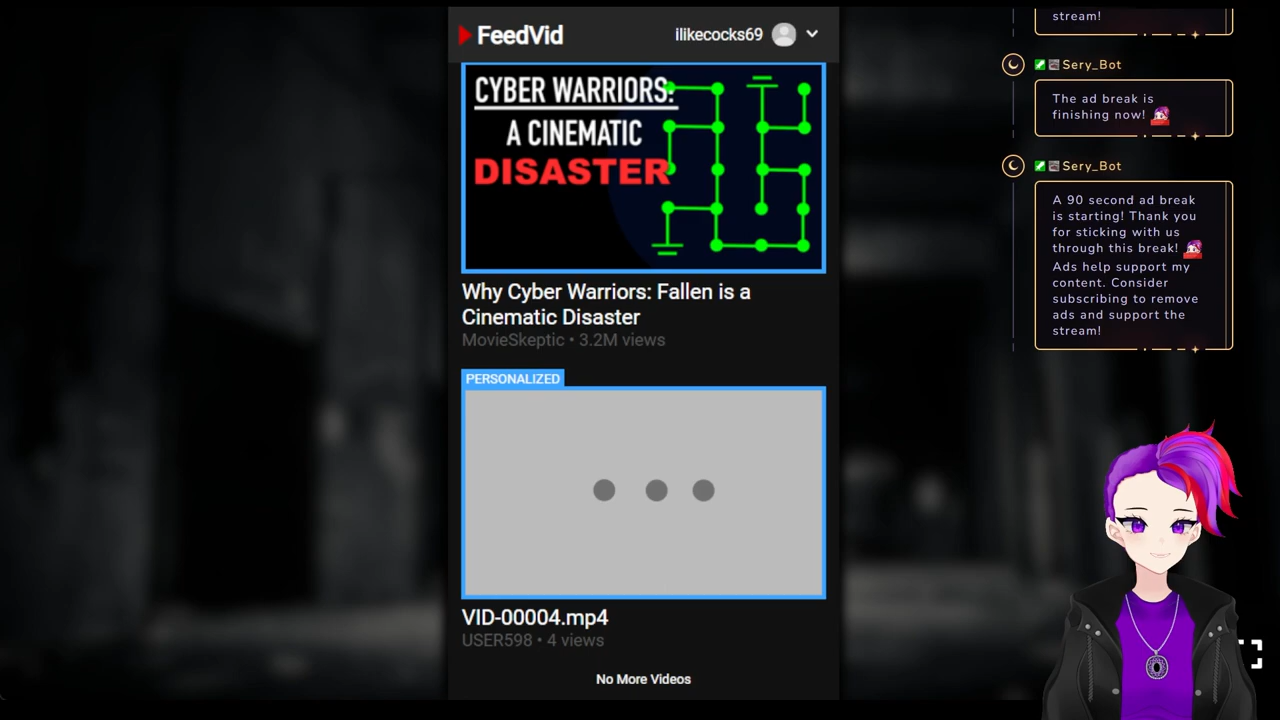 FeedVid
ilikecocks69
CYBER WARRIORS:
A CINEMATIC
DISASTER
Why Cyber Warriors: Fallen is a
Cinematic Disaster
MovieSkeptic • 3.2M views
PERSONALIZED
VID-00004.mp4
USER598 • 4 views
No More Videos
stream!
Sery_Bot
The ad break is
finishing now!
Sery_Bot
A 90 second ad break
is starting! Thank you
for sticking with us
through this break!
Ads help support my
content. Consider
subscribing to remove
ads and support the
stream!